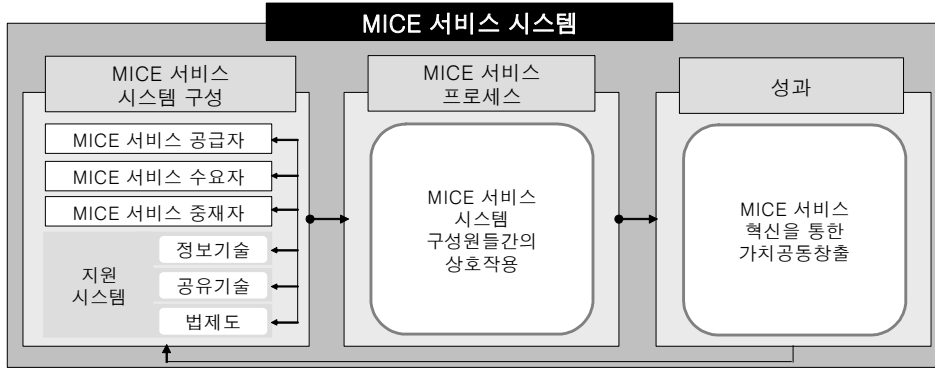 MICE 서비스 시스템
MICE 서비스
시스템 구성
MICE 서비스 공급자
MICE 서비스 수요자
MICE 서비스 중재자
지원
시스템
정보기술
공유기술
법제도
MICE 서비스
프로세스
MICE 서비스
시스템
구성원들간의
상호작용
성과
MICE 서비스
혁신을 통한
가치공동창출